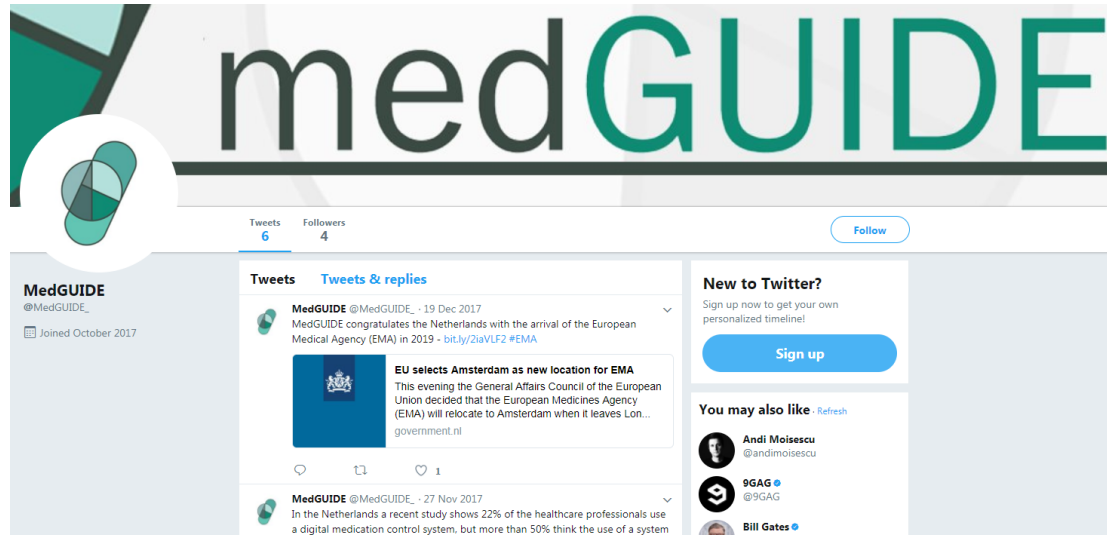 medGUIDE
Tweets
6
Followers
4
Follow
MedGUIDE
@MedGUIDE_
Joined October 2017
Tweets Tweets & replies
MedGUIDE @MedGUIDE_ · 19 Dec 2017
MedGUIDE congratulates the Netherlands with the arrival of the European
Medical Agency (EMA) in 2019 - bit.ly/2iaVLF2 #EMA
EU selects Amsterdam as new location for EMA
This evening the General Affairs Council of the European
Union decided that the European Medicines Agency
(EMA) will relocate to Amsterdam when it leaves Lon...
government.nl
1
MedGUIDE @MedGUIDE_ · 27 Nov 2017
In the Netherlands a recent study shows 22% of the healthcare professionals use
a digital medication control system, but more than 50% think the use of a system
New to Twitter?
Sign up now to get your own
personalized timeline!
Sign up
You may also like · Refresh
Andi Moisescu
@andimoisescu
9GAG
@9GAG
Bill Gates